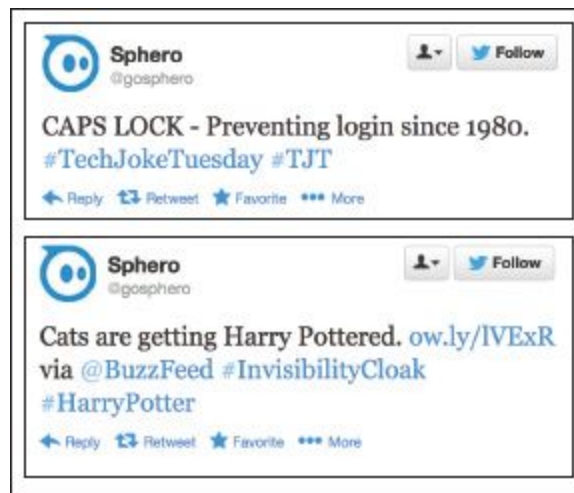 Sphero
@gosphero
Follow
CAPS LOCK - Preventing login since 1980.
#TechJokeTuesday #TJT
Reply Retweet Favorite More
Sphero
@gosphero
Follow
Cats are getting Harry Pottered. ow.ly/lVExR
via @BuzzFeed #InvisibilityCloak
#HarryPotter
Reply Retweet Favorite More